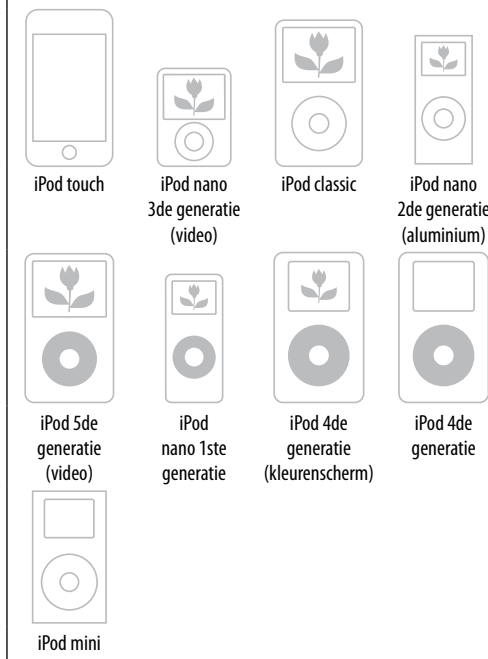 iPod touch
iPod nano
3de generatie
(video)
iPod classic
iPod nano
2de generatie
(aluminium)
iPod 5de
generatie
(video)
iPod
nano 1ste
generatie
iPod 4de
generatie
(kleurenscherm)
iPod 4de
generatie
iPod mini